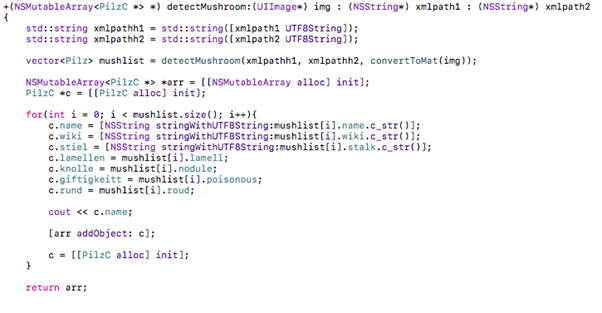 +(NSMutableArray<PilzC *> *) detectMushroom:(UIImage*) img : (NSString*) xmlpath1 : (NSString*) xmlpath2
{
    std::string xmlpathh1 = std::string([xmlpath1 UTF8String]);
    std::string xmlpathh2 = std::string([xmlpath2 UTF8String]);

    vector<Pilz> mushlist = detectMushroom(xmlpathh1, xmlpathh2, convertToMat(img));

    NSMutableArray<PilzC *> *arr = [[NSMutableArray alloc] init];
    PilzC *c = [[PilzC alloc] init];

    for(int i = 0; i < mushlist.size(); i++){
        c.name = [NSString stringWithUTF8String:mushlist[i].name.c_str()];
        c.wiki = [NSString stringWithUTF8String:mushlist[i].wiki.c_str()];
        c.stiel = [NSString stringWithUTF8String:mushlist[i].stalk.c_str()];
        c.lamellen = mushlist[i].lamell;
        c.knolle = mushlist[i].nodule;
        c.giftigkeitt = mushlist[i].poisonous;
        c.rund = mushlist[i].roud;

        cout << c.name;

        [arr addObject: c];

        c = [[PilzC alloc] init];
    }

    return arr;